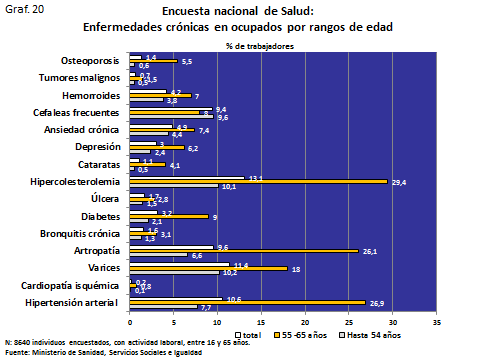 Graf. 20
Encuesta nacional de Salud:
Enfermedades crónicas en ocupados por rangos de edad
% de trabajadores
Osteoporosis 1,4 5,5 0,6
Tumores malignos 0,7 1,5 0,5
Hemorroides 4,2 7 3,8
Cefaleas frecuentes 9,4 8 9,6
Ansiedad crónica 4,9 7,4 4,4
Depresión 3 6,2 2,4
Cataratas 1,1 4,1 0,5
Hipercolesterolemia 13,1 29,4 10,1
Úlcera 1,7 2,8 1,5
Diabetes 3,2 9 2,1
Bronquitis crónica 1,6 3,1 1,3
Artropatía 9,6 26,1 6,6
Varices 11,4 18 10,2
Cardiopatía isquémica 0,2 0,8 0,1
Hipertensión arterial 10,6 26,9 7,7
0 5 10 15 20 25 30 35
total 55 -65 años Hasta 54 años
N: 8640 individuos encuestados, con actividad laboral, entre 16 y 65 años.
Fuente: Ministerio de Sanidad, Servicios Sociales e Igualdad